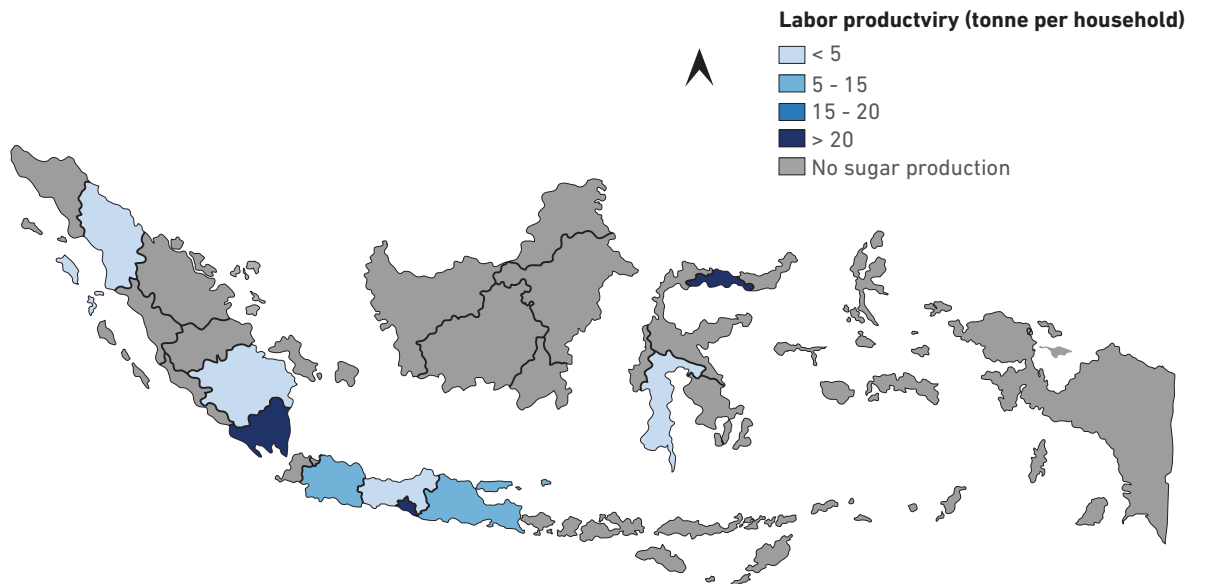 Labor productviry (tonne per household)
< 5
5 - 15
15 - 20
> 20
No sugar production